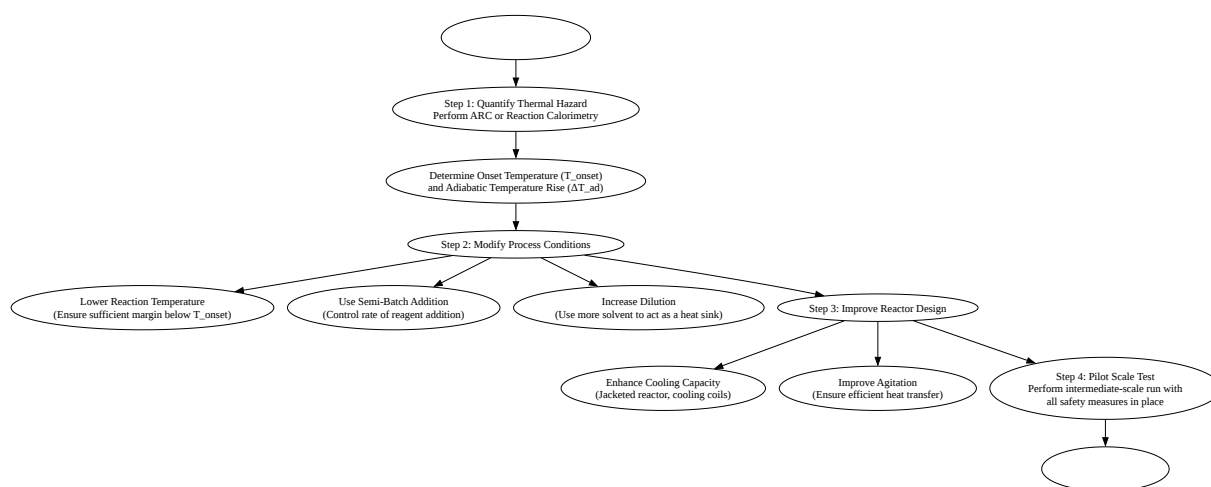 Step 1: Quantify Thermal Hazard
Perform ARC or Reaction Calorimetry
Determine Onset Temperature (T_onset)
and Adiabatic Temperature Rise (ΔT_ad)
Step 2: Modify Process Conditions
Lower Reaction Temperature
(Ensure sufficient margin below T_onset)
Use Semi-Batch Addition
(Control rate of reagent addition)
Increase Dilution
(Use more solvent to act as a heat sink)
Step 3: Improve Reactor Design
Enhance Cooling Capacity
(Jacketed reactor, cooling coils)
Improve Agitation
(Ensure efficient heat transfer)
Step 4: Pilot Scale Test
Perform intermediate-scale run with
all safety measures in place